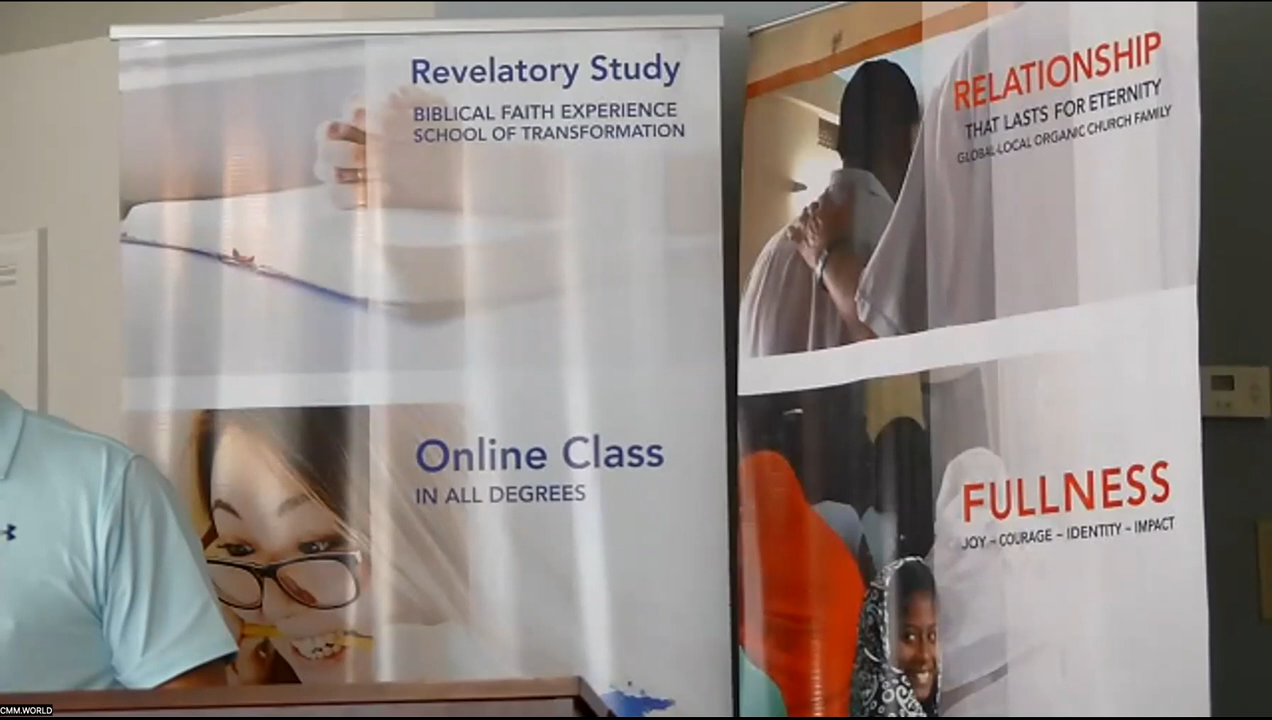 Revelatory Study
BIBLICAL FAITH EXPERIENCE
SCHOOL OF TRANSFORMATION
Online Class
IN ALL DEGREES
RELATIONSHIP
THAT LASTS FOR ETERNITY
GLOBAL-LOCAL ORGANIC CHURCH FAMILY
FULLNESS
JOY – COURAGE – IDENTITY – IMPACT
CMM.WORLD